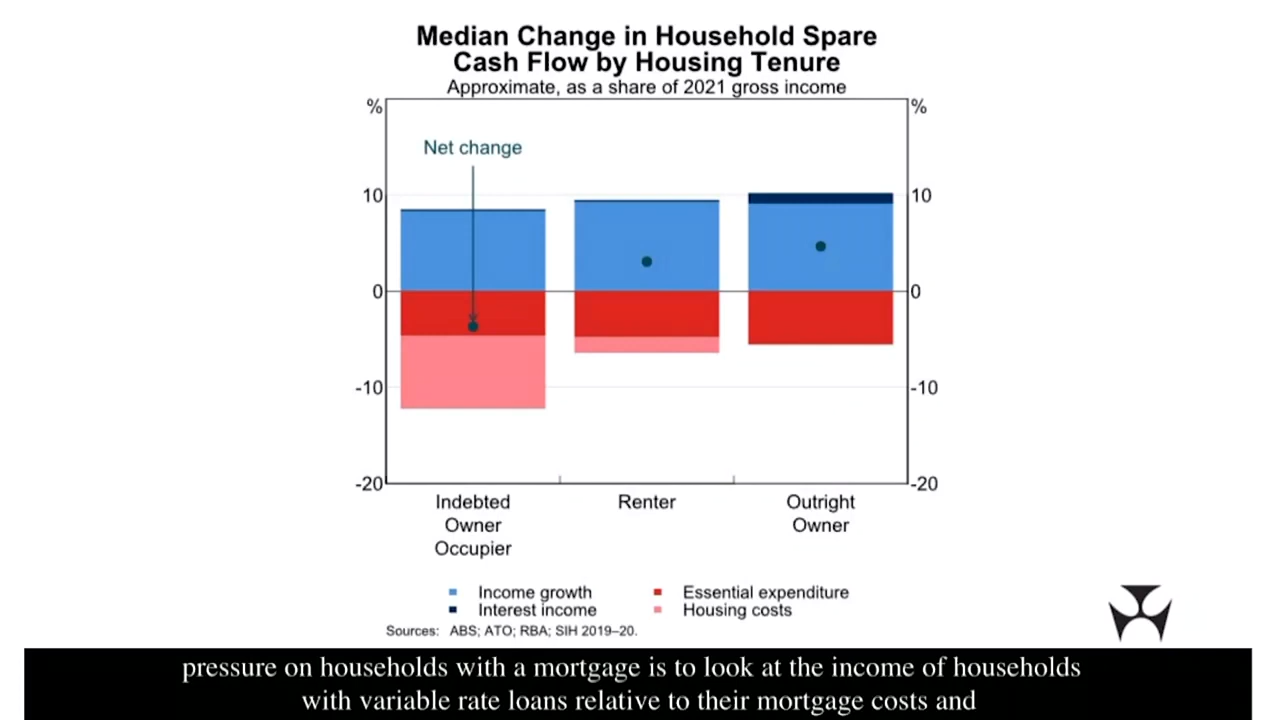 Median Change in Household Spare
Cash Flow by Housing Tenure
Approximate, as a share of 2021 gross income
% %
Net change
10 10
0 0
-10 -10
-20 -20
Indebted
Owner
Occupier
Renter
Outright
Owner
Income growth
Interest income
Essential expenditure
Housing costs
Sources: ABS; ATO; RBA; SIH 2019–20.
pressure on households with a mortgage is to look at the income of households
with variable rate loans relative to their mortgage costs and